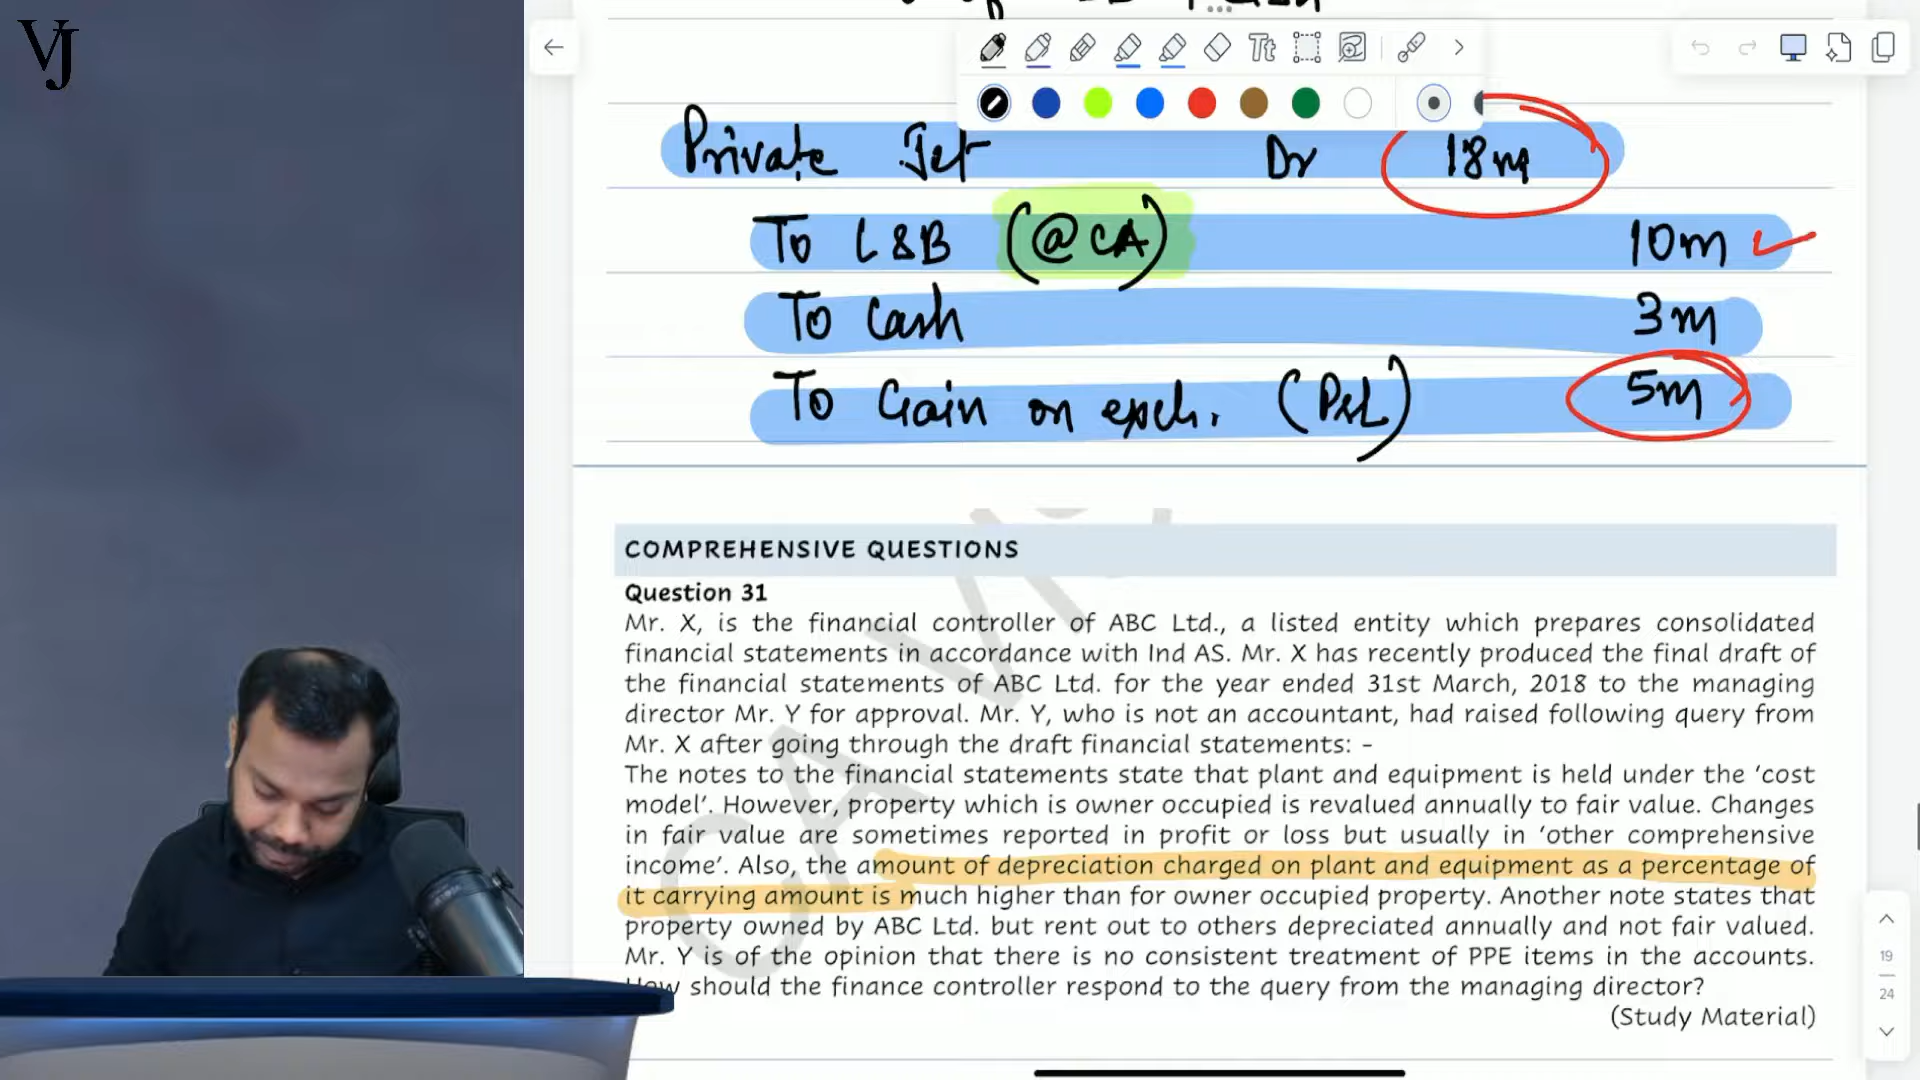 VJ
Private Jet Dr 18m
To L&B (@ CA) 10m
To Cash 3m
To Gain on exch. (P&L) 5m
COMPREHENSIVE QUESTIONS
Question 31
Mr. X, is the financial controller of ABC Ltd., a listed entity which prepares consolidated
financial statements in accordance with Ind AS. Mr. X has recently produced the final draft of
the financial statements of ABC Ltd. for the year ended 31st March, 2018 to the managing
director Mr. Y for approval. Mr. Y, who is not an accountant, had raised following query from
Mr. X after going through the draft financial statements: -
The notes to the financial statements state that plant and equipment is held under the ‘cost
model’. However, property which is owner occupied is revalued annually to fair value. Changes
in fair value are sometimes reported in profit or loss but usually in ‘other comprehensive
income’. Also, the amount of depreciation charged on plant and equipment as a percentage of
it carrying amount is much higher than for owner occupied property. Another note states that
property owned by ABC Ltd. but rent out to others depreciated annually and not fair valued.
Mr. Y is of the opinion that there is no consistent treatment of PPE items in the accounts.
How should the finance controller respond to the query from the managing director?
(Study Material)
19
24